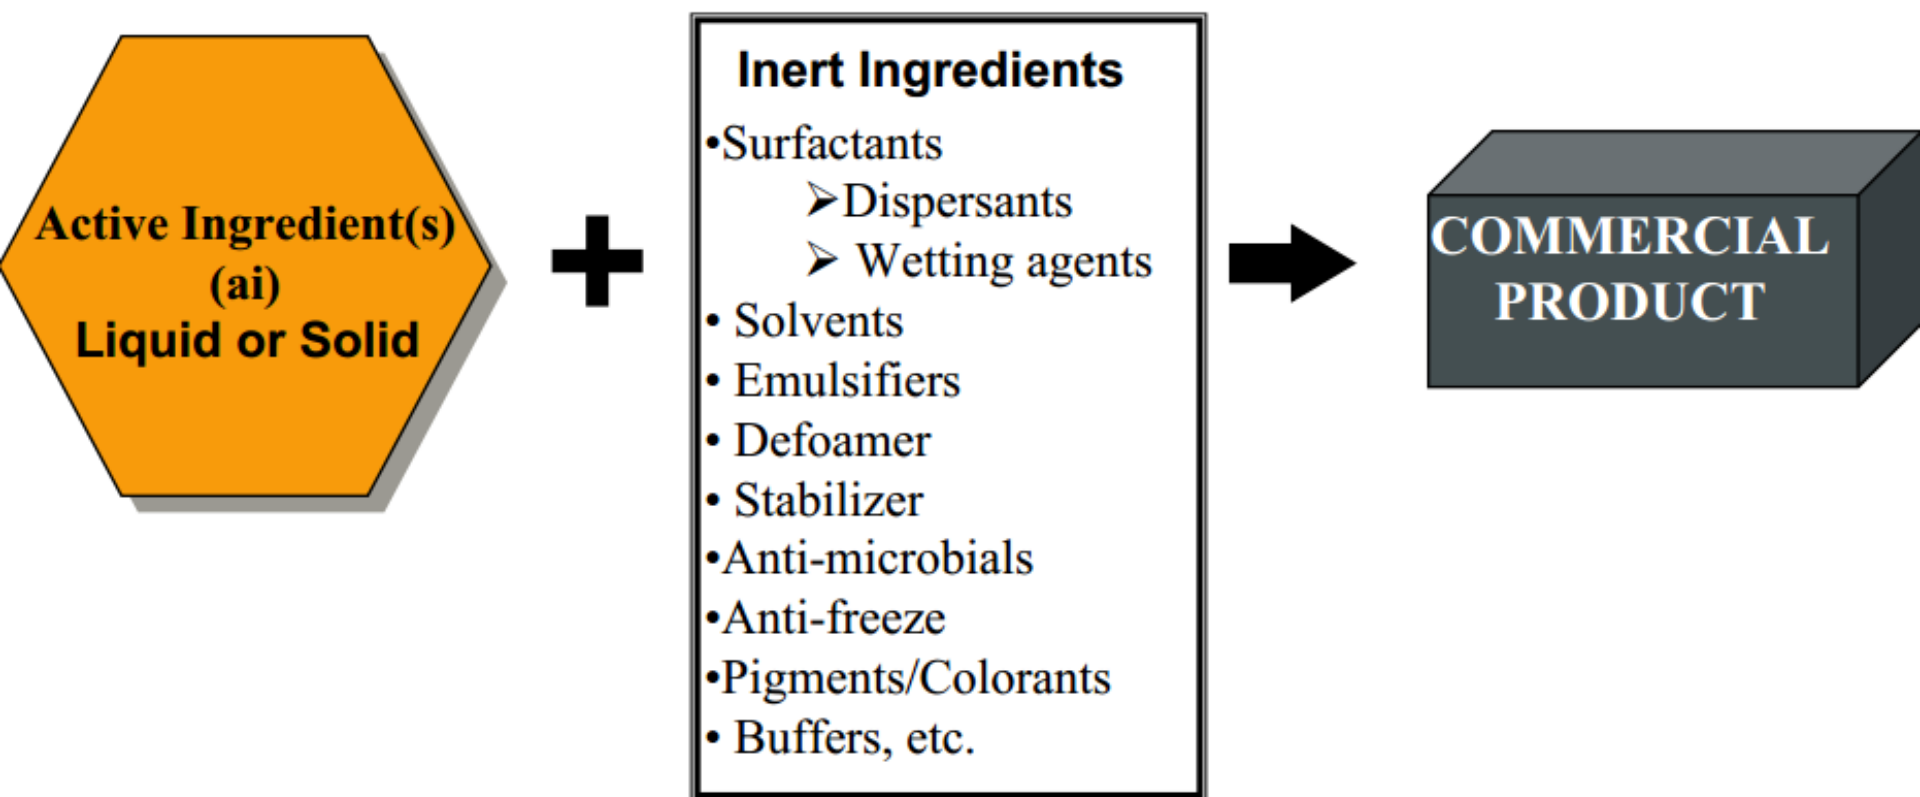 Active Ingredient(s)
(ai)
Liquid or Solid
Inert Ingredients
•Surfactants
➢Dispersants
➢ Wetting agents
• Solvents
• Emulsifiers
• Defoamer
• Stabilizer
•Anti-microbials
•Anti-freeze
•Pigments/Colorants
• Buffers, etc.
COMMERCIAL
PRODUCT